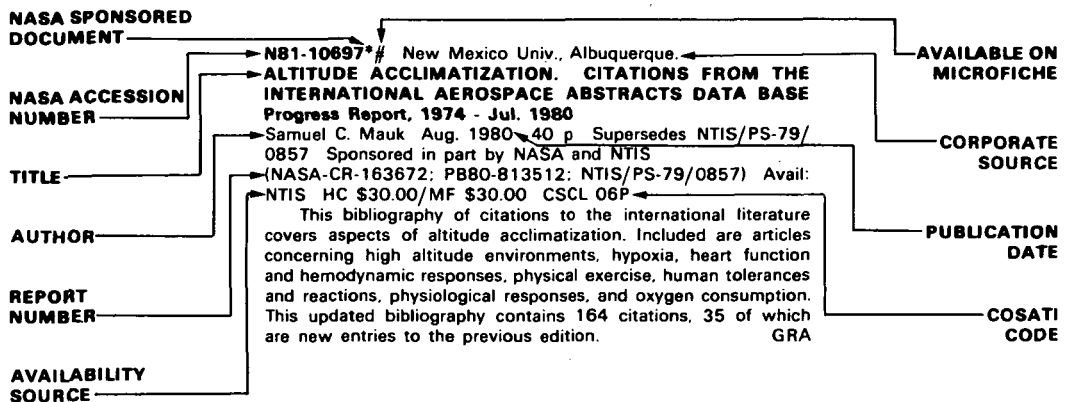 NASA SPONSORED
DOCUMENT
NASA ACCESSION
NUMBER
TITLE
AUTHOR
REPORT
NUMBER
AVAILABILITY
SOURCE
N81-10697*# New Mexico Univ., Albuquerque.
ALTITUDE ACCLIMATIZATION. CITATIONS FROM THE
INTERNATIONAL AEROSPACE ABSTRACTS DATA BASE
Progress Report, 1974 - Jul. 1980
Samuel C. Mauk Aug. 1980 40 p Supersedes NTIS/PS-79/
0857 Sponsored in part by NASA and NTIS
(NASA-CR-163672; PB80-813512; NTIS/PS-79/0857) Avail:
NTIS HC $30.00/MF $30.00 CSCL 06P
This bibliography of citations to the international literature
covers aspects of altitude acclimatization. Included are articles
concerning high altitude environments, hypoxia, heart function
and hemodynamic responses, physical exercise, human tolerances
and reactions, physiological responses, and oxygen consumption.
This updated bibliography contains 164 citations, 35 of which
are new entries to the previous edition. GRA
AVAILABLE ON
MICROFICHE
CORPORATE
SOURCE
PUBLICATION
DATE
COSATI
CODE